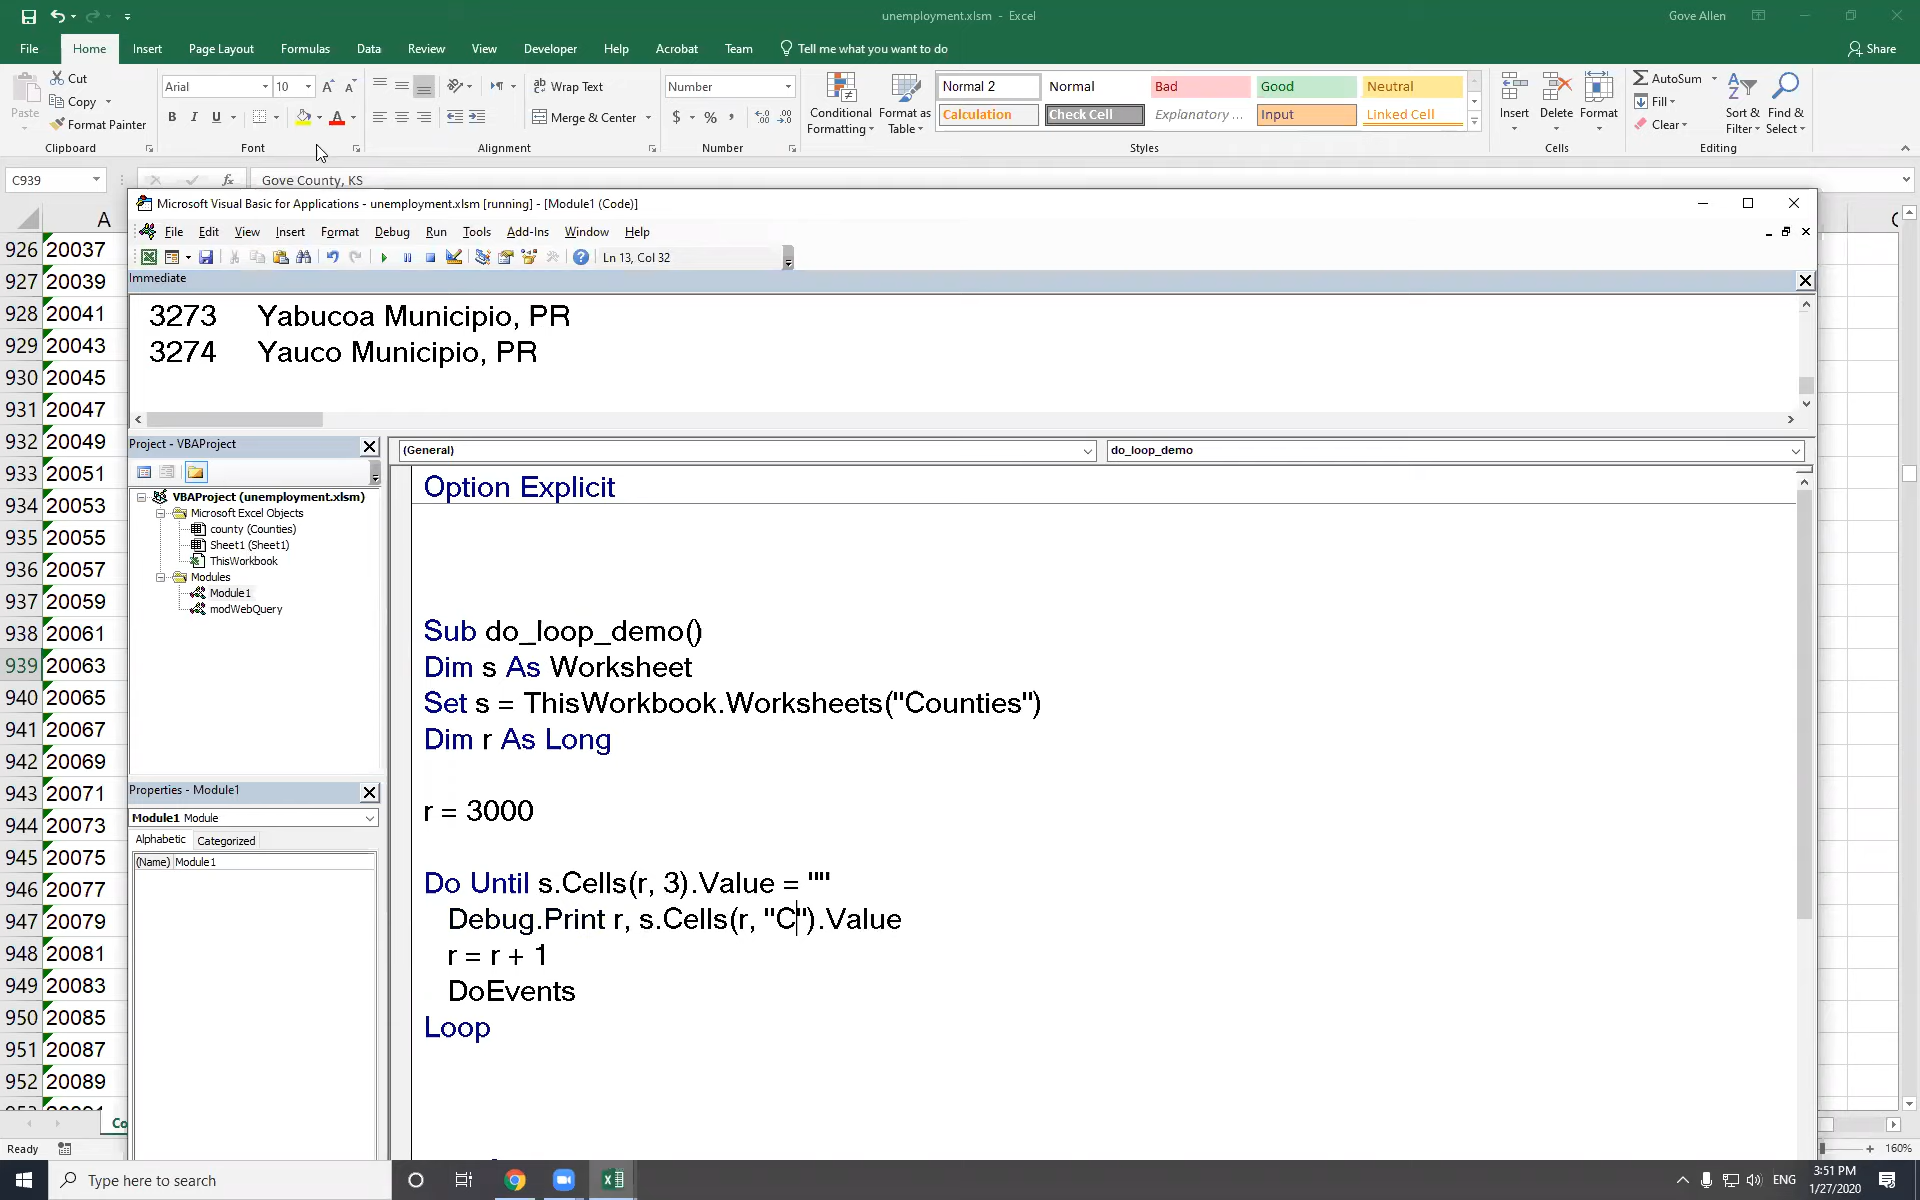 unemployment.xlsm - Excel
Gove Allen
File Home Insert Page Layout Formulas Data Review View Developer Help Acrobat Team Tell me what you want to do Share
Paste
Cut
Copy
Format Painter
Clipboard
Arial 10
A A
B I U A
Font
Wrap Text
Merge & Center
Alignment
Number
$ % ,
Number
Conditional Formatting
Format as Table
Normal 2 Normal Bad Good Neutral
Calculation Check Cell Explanatory ... Input Linked Cell
Styles
Insert Delete Format
Cells
AutoSum
Fill
Clear
Sort & Filter
Find & Select
Editing
C939 fx Gove County, KS
A
926 20037
927 20039
928 20041
929 20043
930 20045
931 20047
932 20049
933 20051
934 20053
935 20055
936 20057
937 20059
938 20061
939 20063
940 20065
941 20067
942 20069
943 20071
944 20073
945 20075
946 20077
947 20079
948 20081
949 20083
950 20085
951 20087
952 20089
Co
Ready
160%
Microsoft Visual Basic for Applications - unemployment.xlsm [running] - [Module1 (Code)]
File Edit View Insert Format Debug Run Tools Add-Ins Window Help
Ln 13, Col 32
Immediate
3273 Yabucoa Municipio, PR
3274 Yauco Municipio, PR
Project - VBAProject
VBAProject (unemployment.xlsm)
Microsoft Excel Objects
county (Counties)
Sheet1 (Sheet1)
ThisWorkbook
Modules
Module1
modWebQuery
Properties - Module1
Module1 Module
Alphabetic Categorized
(Name) Module1
(General) do_loop_demo
Option Explicit
Sub do_loop_demo()
Dim s As Worksheet
Set s = ThisWorkbook.Worksheets("Counties")
Dim r As Long
r = 3000
Do Until s.Cells(r, 3).Value = ""
Debug.Print r, s.Cells(r, "C").Value
r = r + 1
DoEvents
Loop
Type here to search
ENG
3:51 PM
1/27/2020